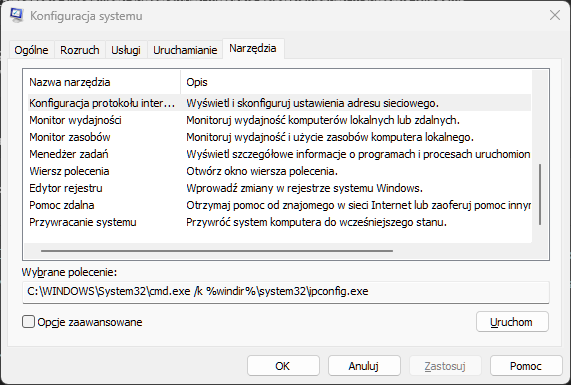 Konfiguracja systemu
Ogólne Rozruch Usługi Uruchamianie Narzędzia
Nazwa narzędzia Opis
Konfiguracja protokołu inter... Wyświetl i skonfiguruj ustawienia adresu sieciowego.
Monitor wydajności Monitoruj wydajność komputerów lokalnych lub zdalnych.
Monitor zasobów Monitoruj wydajność i użycie zasobów komputera lokalnego.
Menedżer zadań Wyświetl szczegółowe informacje o programach i procesach uruchomion
Wiersz polecenia Otwórz okno wiersza polecenia.
Edytor rejestru Wprowadź zmiany w rejestrze systemu Windows.
Pomoc zdalna Otrzymaj pomoc od znajomego w sieci Internet lub zaoferuj pomoc innym
Przywracanie systemu Przywróć system komputera do wcześniejszego stanu.
Wybrane polecenie:
C:\WINDOWS\System32\cmd.exe /k %windir%\system32\ipconfig.exe
Opcje zaawansowane Uruchom
OK Anuluj Zastosuj Pomoc